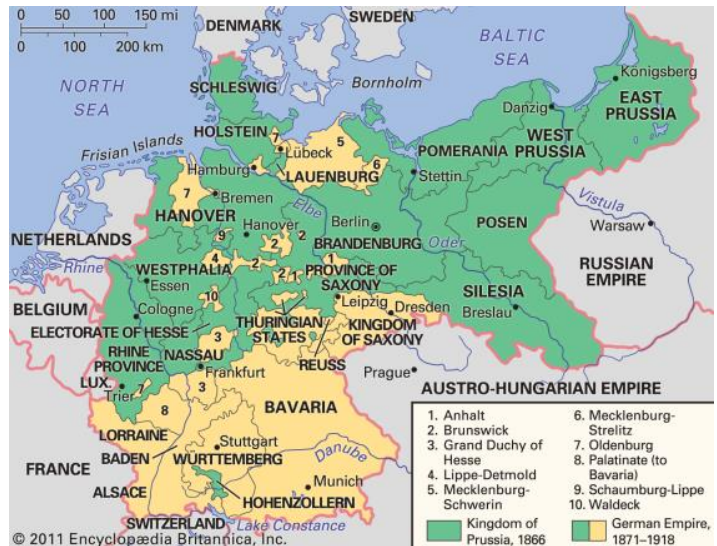 0 50 100 150 mi
0 100 200 km
DENMARK
SWEDEN
BALTIC
SEA
NORTH
SEA
Bornholm
SCHLESWIG
HOLSTEIN
Königsberg
EAST
PRUSSIA
Danzig
WEST
PRUSSIA
POMERANIA
Frisian Islands
7
Lübeck
5
6
Hamburg
LAUENBURG
Stettin
7
Bremen
HANOVER
Elbe
POSEN
Vistula
Warsaw
NETHERLANDS
9
Hanover
2
2
Berlin
BRANDENBURG
Oder
RUSSIAN
EMPIRE
Rhine
WESTPHALIA
4
2
1
Essen
2
1
PROVINCE OF
SAXONY
SILESIA
BELGIUM
10
Cologne
Leipzig
Dresden
Breslau
ELECTORATE OF HESSE
THURINGIAN
STATES
KINGDOM
OF SAXONY
RHINE
PROVINCE
NASSAU
3
REUSS
LUX.
Frankfurt
Prague
Trier
7
3
AUSTRO-HUNGARIAN EMPIRE
8
BAVARIA
LORRAINE
BADEN
Stuttgart
WÜRTTEMBERG
Danube
FRANCE
ALSACE
Munich
HOHENZOLLERN
SWITZERLAND
Lake Constance
1. Anhalt
2. Brunswick
3. Grand Duchy of
Hesse
4. Lippe-Detmold
5. Mecklenburg-
Schwerin
6. Mecklenburg-
Strelitz
7. Oldenburg
8. Palatinate (to
Bavaria)
9. Schaumburg-Lippe
10. Waldeck
Kingdom of
Prussia, 1866
German Empire,
1871–1918
© 2011 Encyclopædia Britannica, Inc.